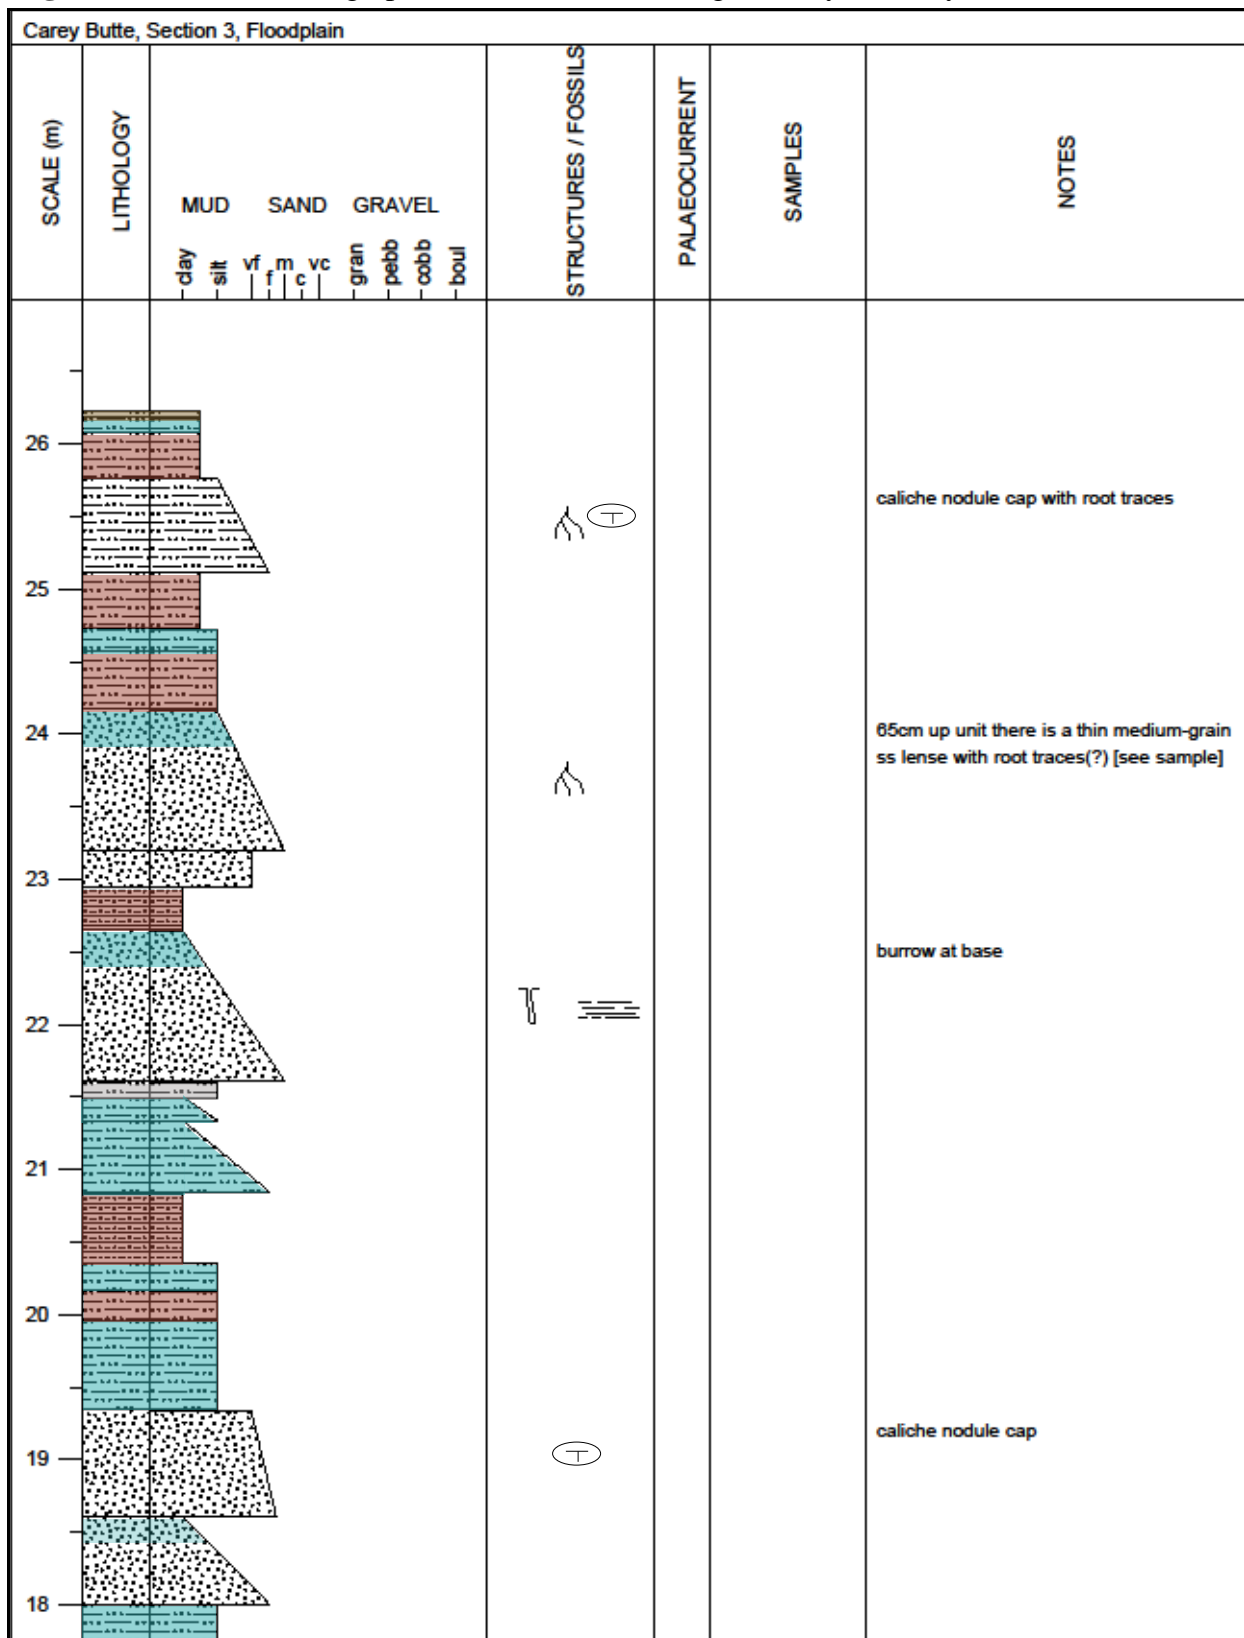 Carey Butte, Section 3, Floodplain
SCALE (m)
LITHOLOGY
MUD SAND GRAVEL
clay
silt
vf
f
m
c
vc
gran
pebb
cobb
boul
STRUCTURES / FOSSILS
PALAEOCURRENT
SAMPLES
NOTES
26
caliche nodule cap with root traces
25
24
65cm up unit there is a thin medium-grain
ss lense with root traces(?) [see sample]
23
burrow at base
22
21
20
19
caliche nodule cap
18